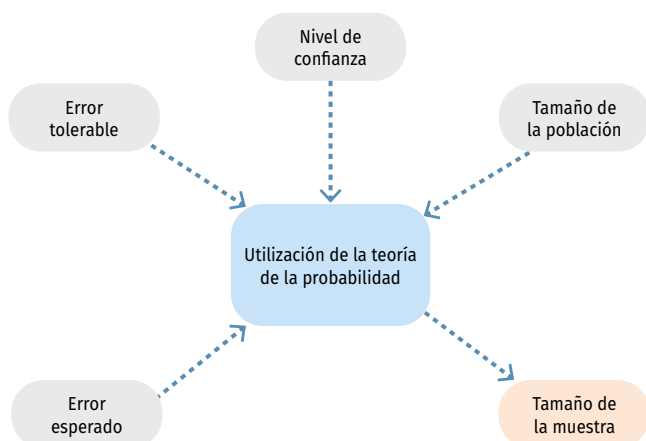 Nivel de
confianza
Error
tolerable
Tamaño de
la población
Utilización de la teoría
de la probabilidad
Error
esperado
Tamaño de
la muestra